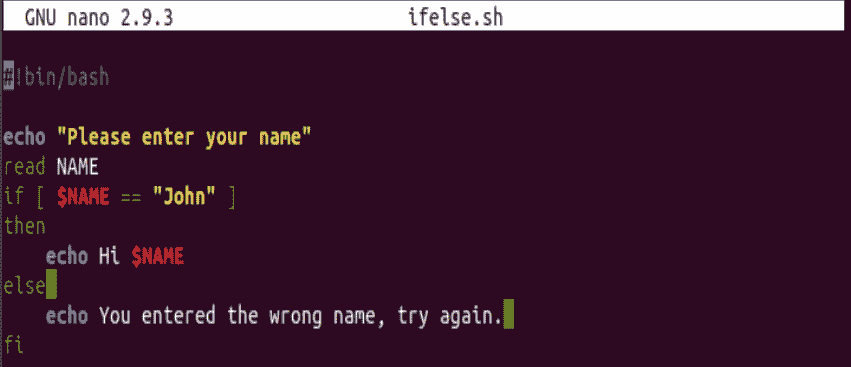 GNU nano 2.9.3 ifelse.sh
#!bin/bash
echo "Please enter your name"
read NAME
if [ $NAME == "John" ]
then
    echo Hi $NAME
else
    echo You entered the wrong name, try again.
fi